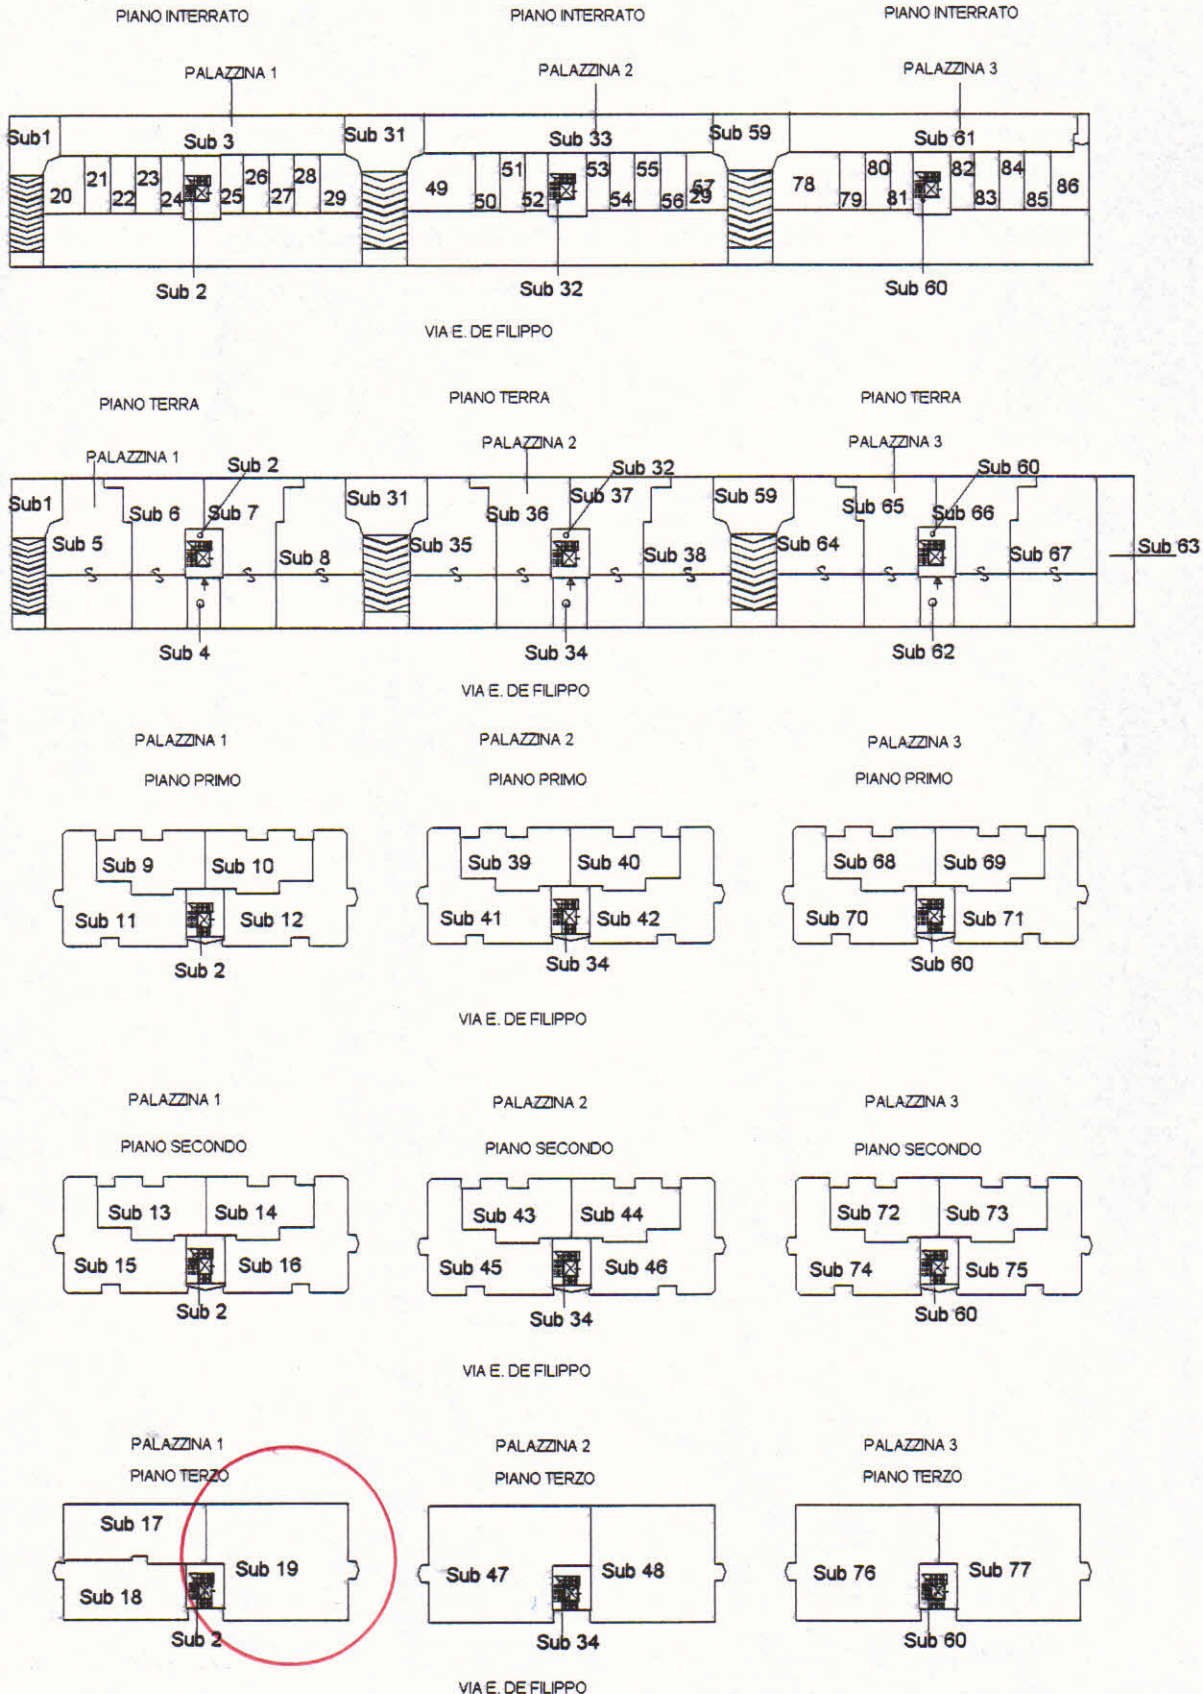 PIANO INTERRATO PIANO INTERRATO PIANO INTERRATO
PALAZZINA 1 PALAZZINA 2 PALAZZINA 3
Sub1 Sub 3 Sub 31 Sub 33 Sub 59 Sub 61
20 21 22 23 24 25 26 27 28 29 49 50 51 52 53 54 55 56 57 29 78 79 80 81 82 83 84 85 86
Sub 2 Sub 32 Sub 60
VIA E. DE FILIPPO
PIANO TERRA PIANO TERRA PIANO TERRA
PALAZZINA 1 PALAZZINA 2 PALAZZINA 3
Sub 2 Sub 32 Sub 60
Sub1 Sub 6 Sub 7 Sub 31 Sub 36 Sub 37 Sub 59 Sub 65 Sub 66
Sub 5 Sub 8 Sub 35 Sub 38 Sub 64 Sub 67 Sub 63
S S S S S S S S
Sub 4 Sub 34 Sub 62
VIA E. DE FILIPPO
PALAZZINA 1 PALAZZINA 2 PALAZZINA 3
PIANO PRIMO PIANO PRIMO PIANO PRIMO
Sub 9 Sub 10 Sub 39 Sub 40 Sub 68 Sub 69
Sub 11 Sub 12 Sub 41 Sub 42 Sub 70 Sub 71
Sub 2 Sub 34 Sub 60
VIA E. DE FILIPPO
PALAZZINA 1 PALAZZINA 2 PALAZZINA 3
PIANO SECONDO PIANO SECONDO PIANO SECONDO
Sub 13 Sub 14 Sub 43 Sub 44 Sub 72 Sub 73
Sub 15 Sub 16 Sub 45 Sub 46 Sub 74 Sub 75
Sub 2 Sub 34 Sub 60
VIA E. DE FILIPPO
PALAZZINA 1 PALAZZINA 2 PALAZZINA 3
PIANO TERZO PIANO TERZO PIANO TERZO
Sub 17
Sub 18 Sub 19 Sub 47 Sub 48 Sub 76 Sub 77
Sub 2 Sub 34 Sub 60
VIA E. DE FILIPPO